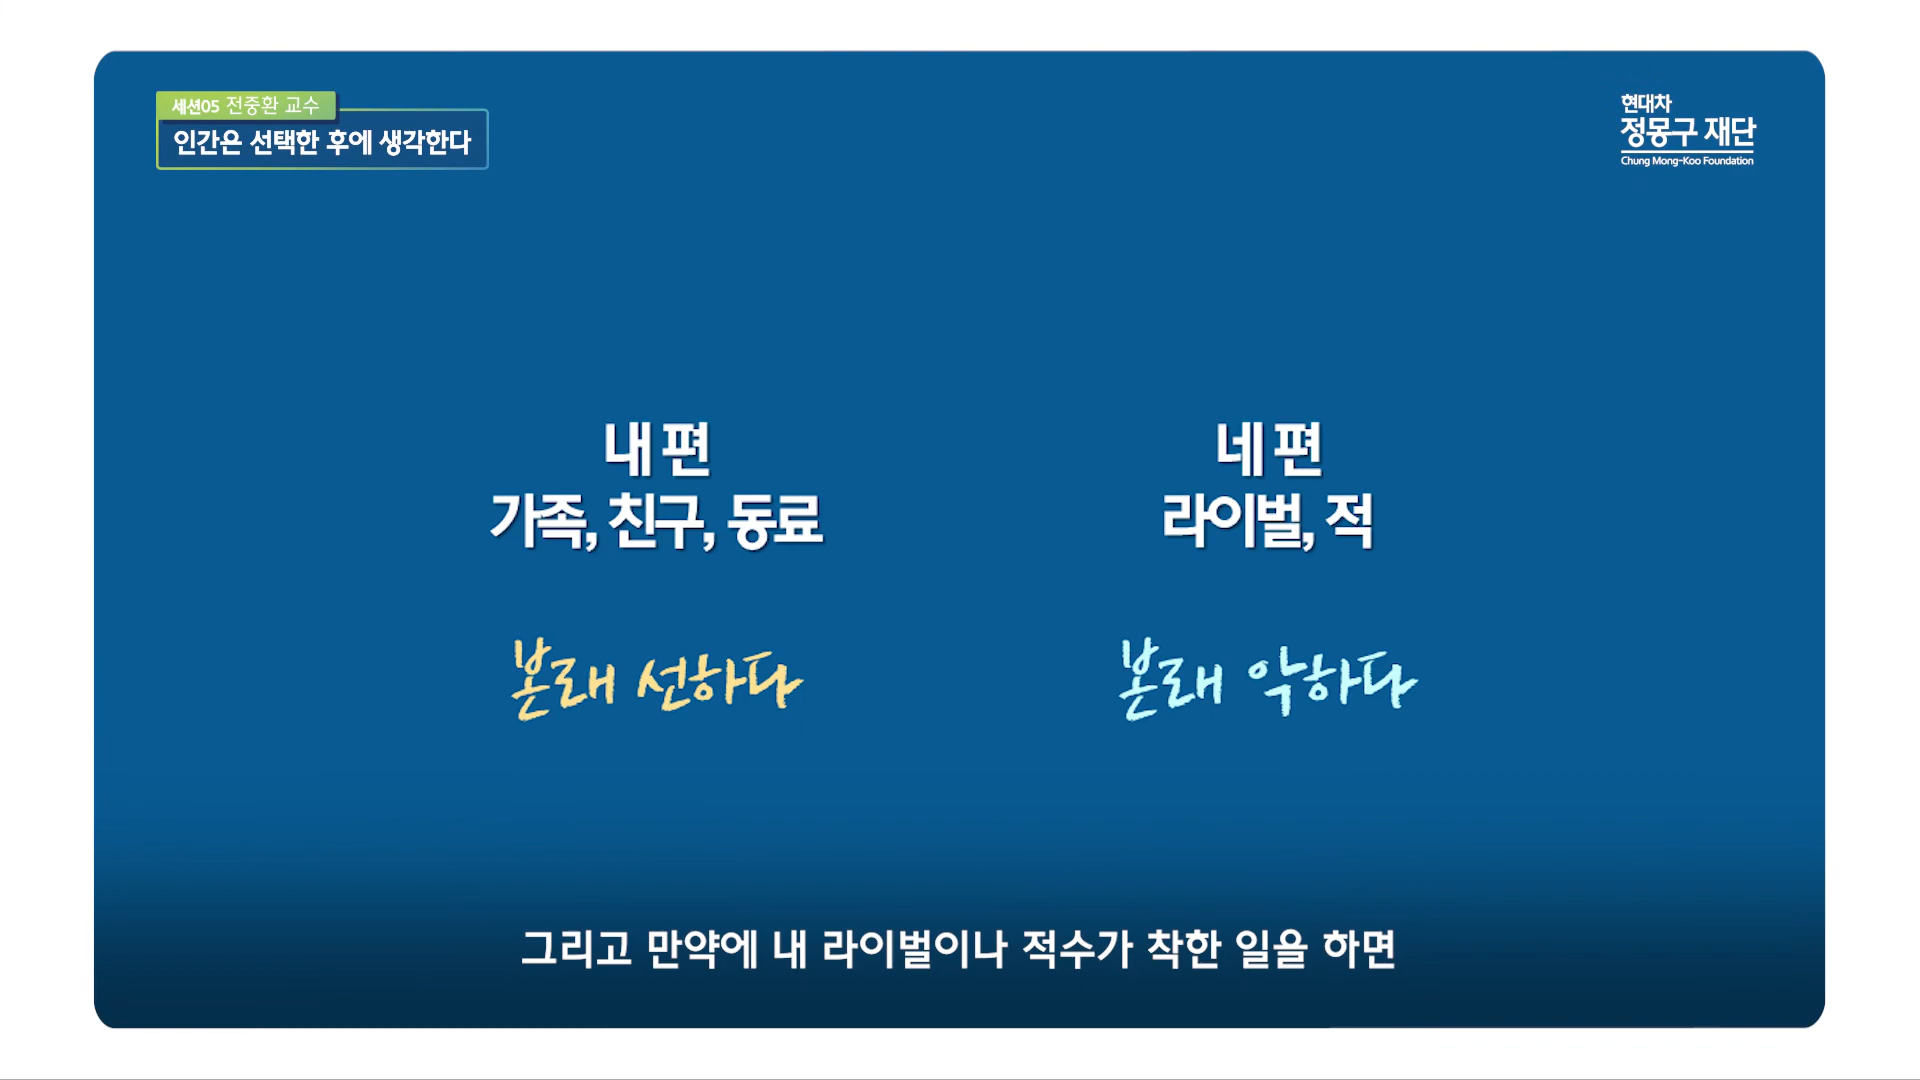 세션05 전중환 교수
인간은 선택한 후에 생각한다
현대차
정몽구 재단
Chung Mong-Koo Foundation
내 편
가족, 친구, 동료
본래 선하다
네 편
라이벌, 적
본래 악하다
그리고 만약에 내 라이벌이나 적수가 착한 일을 하면